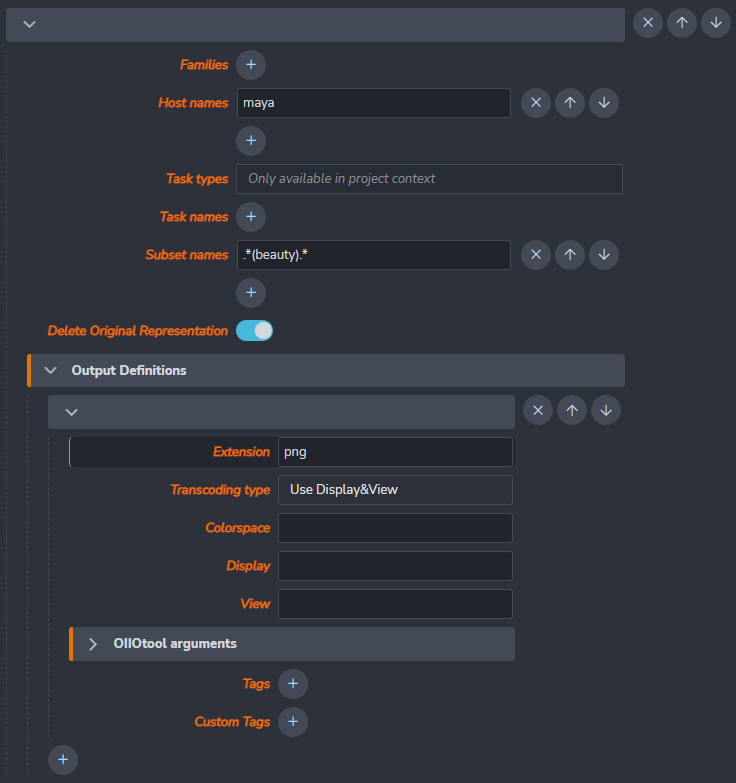 Families
Host names maya
Task types Only available in project context
Task names
Subset names .*(beauty).*
Delete Original Representation
Output Definitions
Extension png
Transcoding type Use Display&View
Colorspace
Display
View
OIIOtool arguments
Tags
Custom Tags